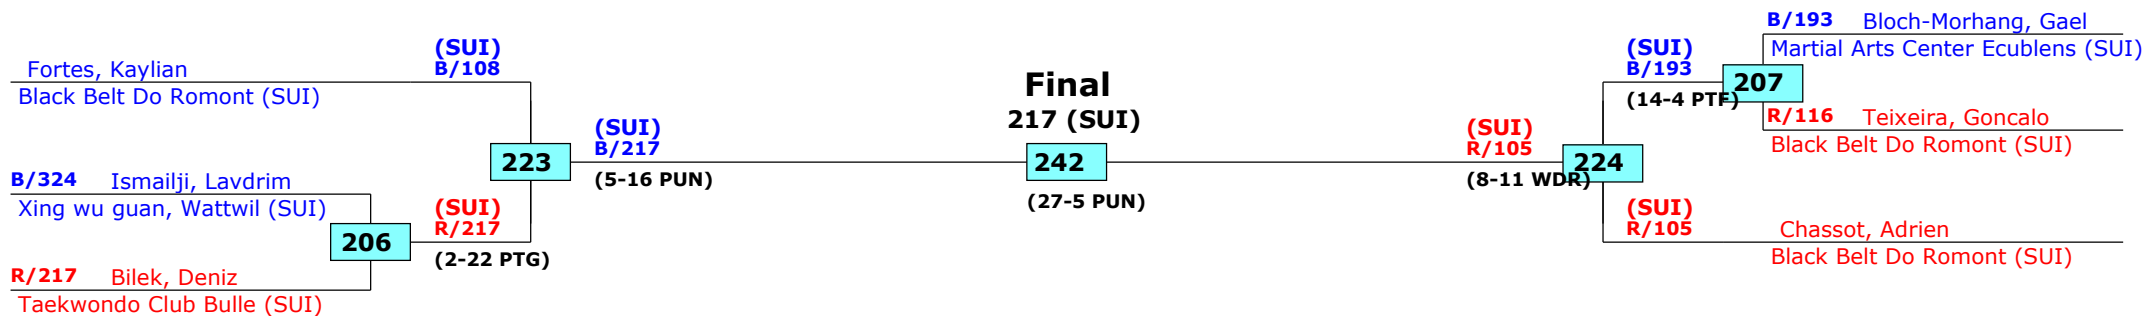 Fortes, Kaylian
Black Belt Do Romont (SUI)
(SUI)
B/108
B/324 Ismailji, Lavdrim
Xing wu guan, Wattwil (SUI)
206
R/217 Bilek, Deniz
Taekwondo Club Bulle (SUI)
(SUI)
R/217
(2-22 PTG)
223
(SUI)
B/217
(5-16 PUN)
Final
217 (SUI)
242
(27-5 PUN)
(SUI)
R/105
(8-11 WDR)
224
(SUI)
B/193
(14-4 PTF)
207
B/193 Bloch-Morhang, Gael
Martial Arts Center Ecublens (SUI)
R/116 Teixeira, Goncalo
Black Belt Do Romont (SUI)
(SUI)
R/105
Chassot, Adrien
Black Belt Do Romont (SUI)